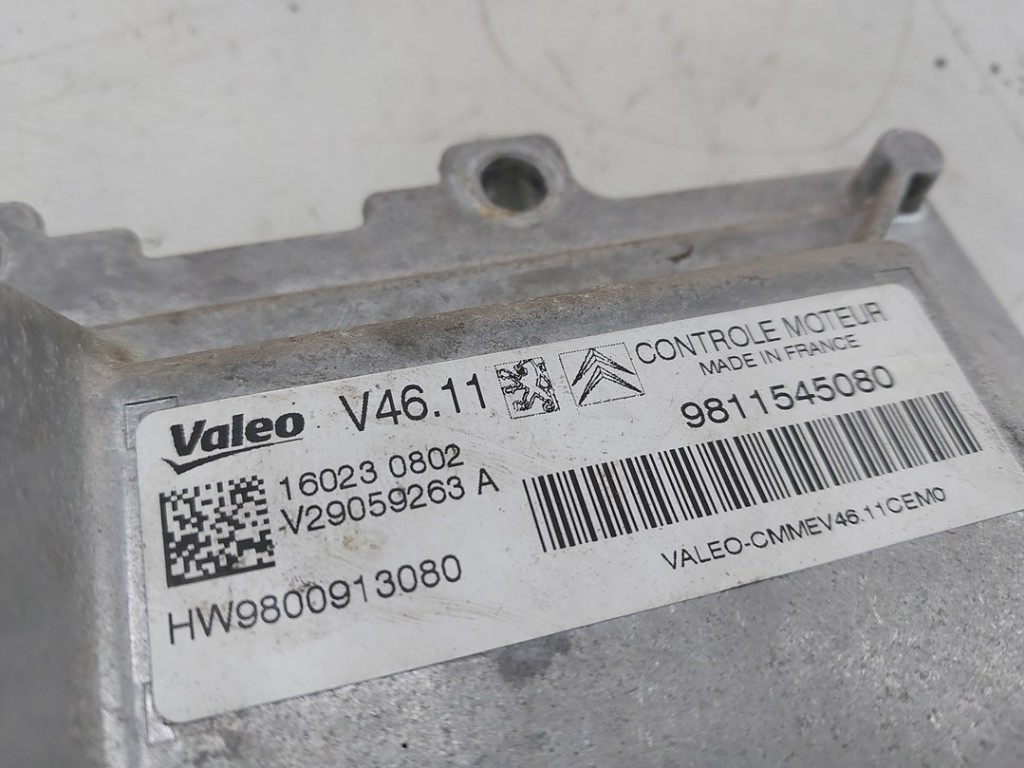 Valeo V46.11
CONTROLE MOTEUR
MADE IN FRANCE
9811545080
16023 0802
V29059263 A
HW9800913080
VALEO-CMMEV46.11CEM0